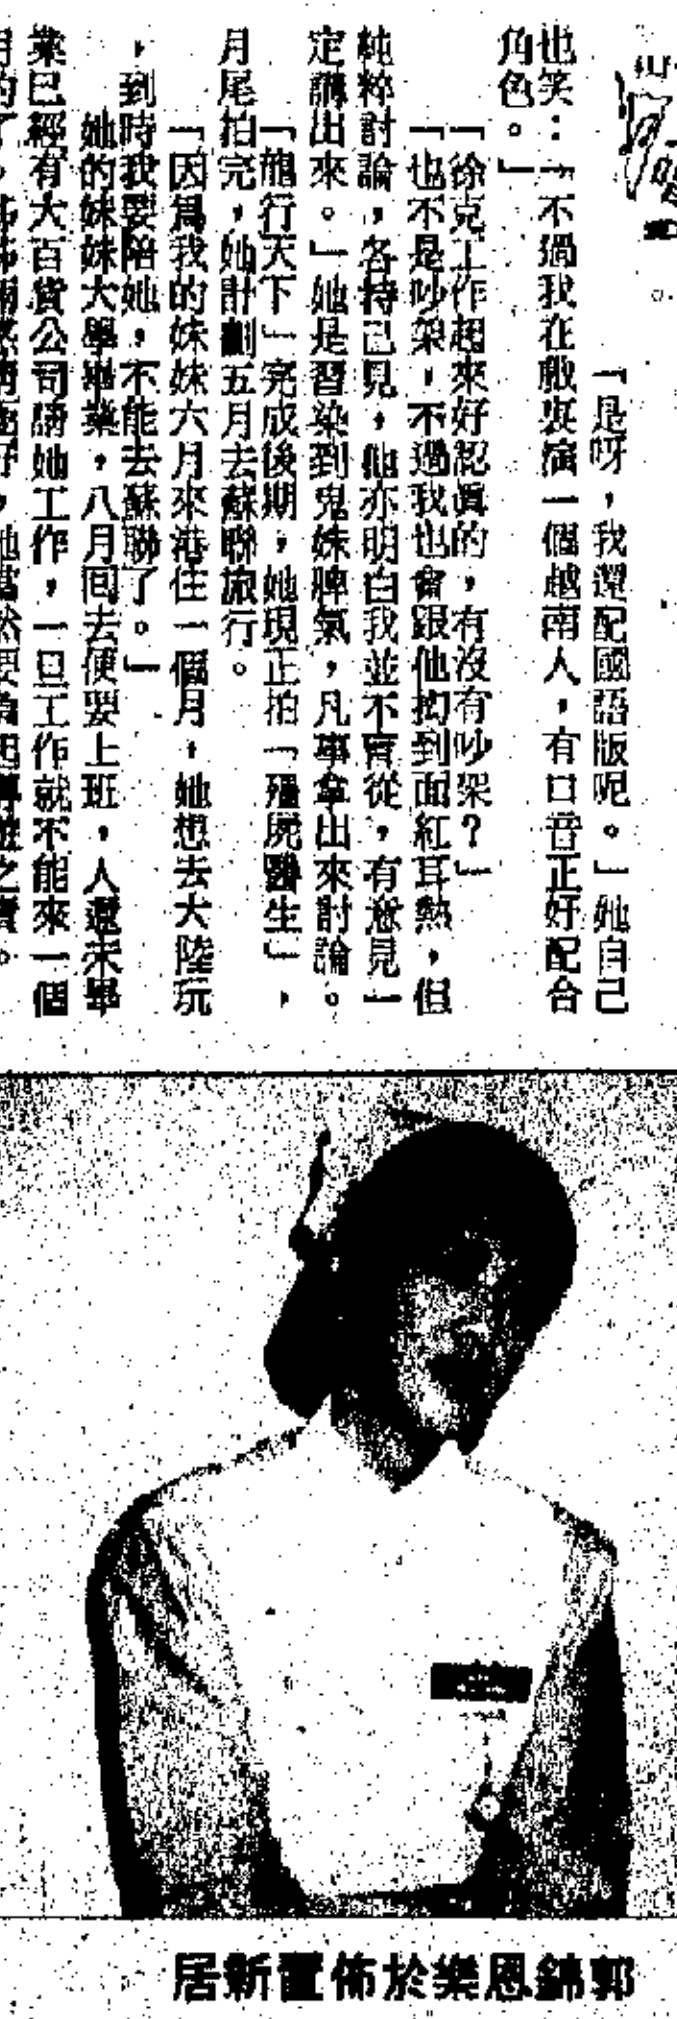 「是呀，我還配國語版呢。」她自己
也笑：「不過我在戲裏演一個越南人，有口音正好配合
角色。」
「徐克工作起來好認眞的，有沒有吵架？」
「也不是吵架，不過我也會跟他拗到面紅耳熱，但
純粹討論，各持己見，他亦明白我並不盲從，有意見一
定講出來。」她是習染到鬼妹脾氣，凡事拿出來討論。
「龍行天下」完成後期，她現正拍「殭屍醫生」，
月尾拍完，她計劃五月去蘇聯旅行。
「因爲我的妹妹六月來港住一個月，她想去大陸玩
，到時我要陪她，不能去蘇聯了。」
她的妹妹大學畢業，八月回去便要上班，人還未畢
業已經有大百貨公司請她工作，一旦工作就不能來一個
郭錦恩樂於佈置新居